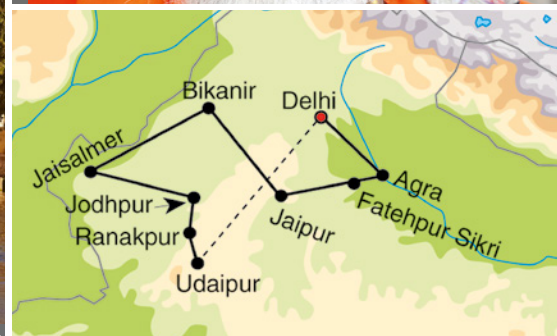 Bikanir
Delhi
Jaisalmer
Agra
Jodhpur
Fatehpur Sikri
Jaipur
Ranakpur
Udaipur